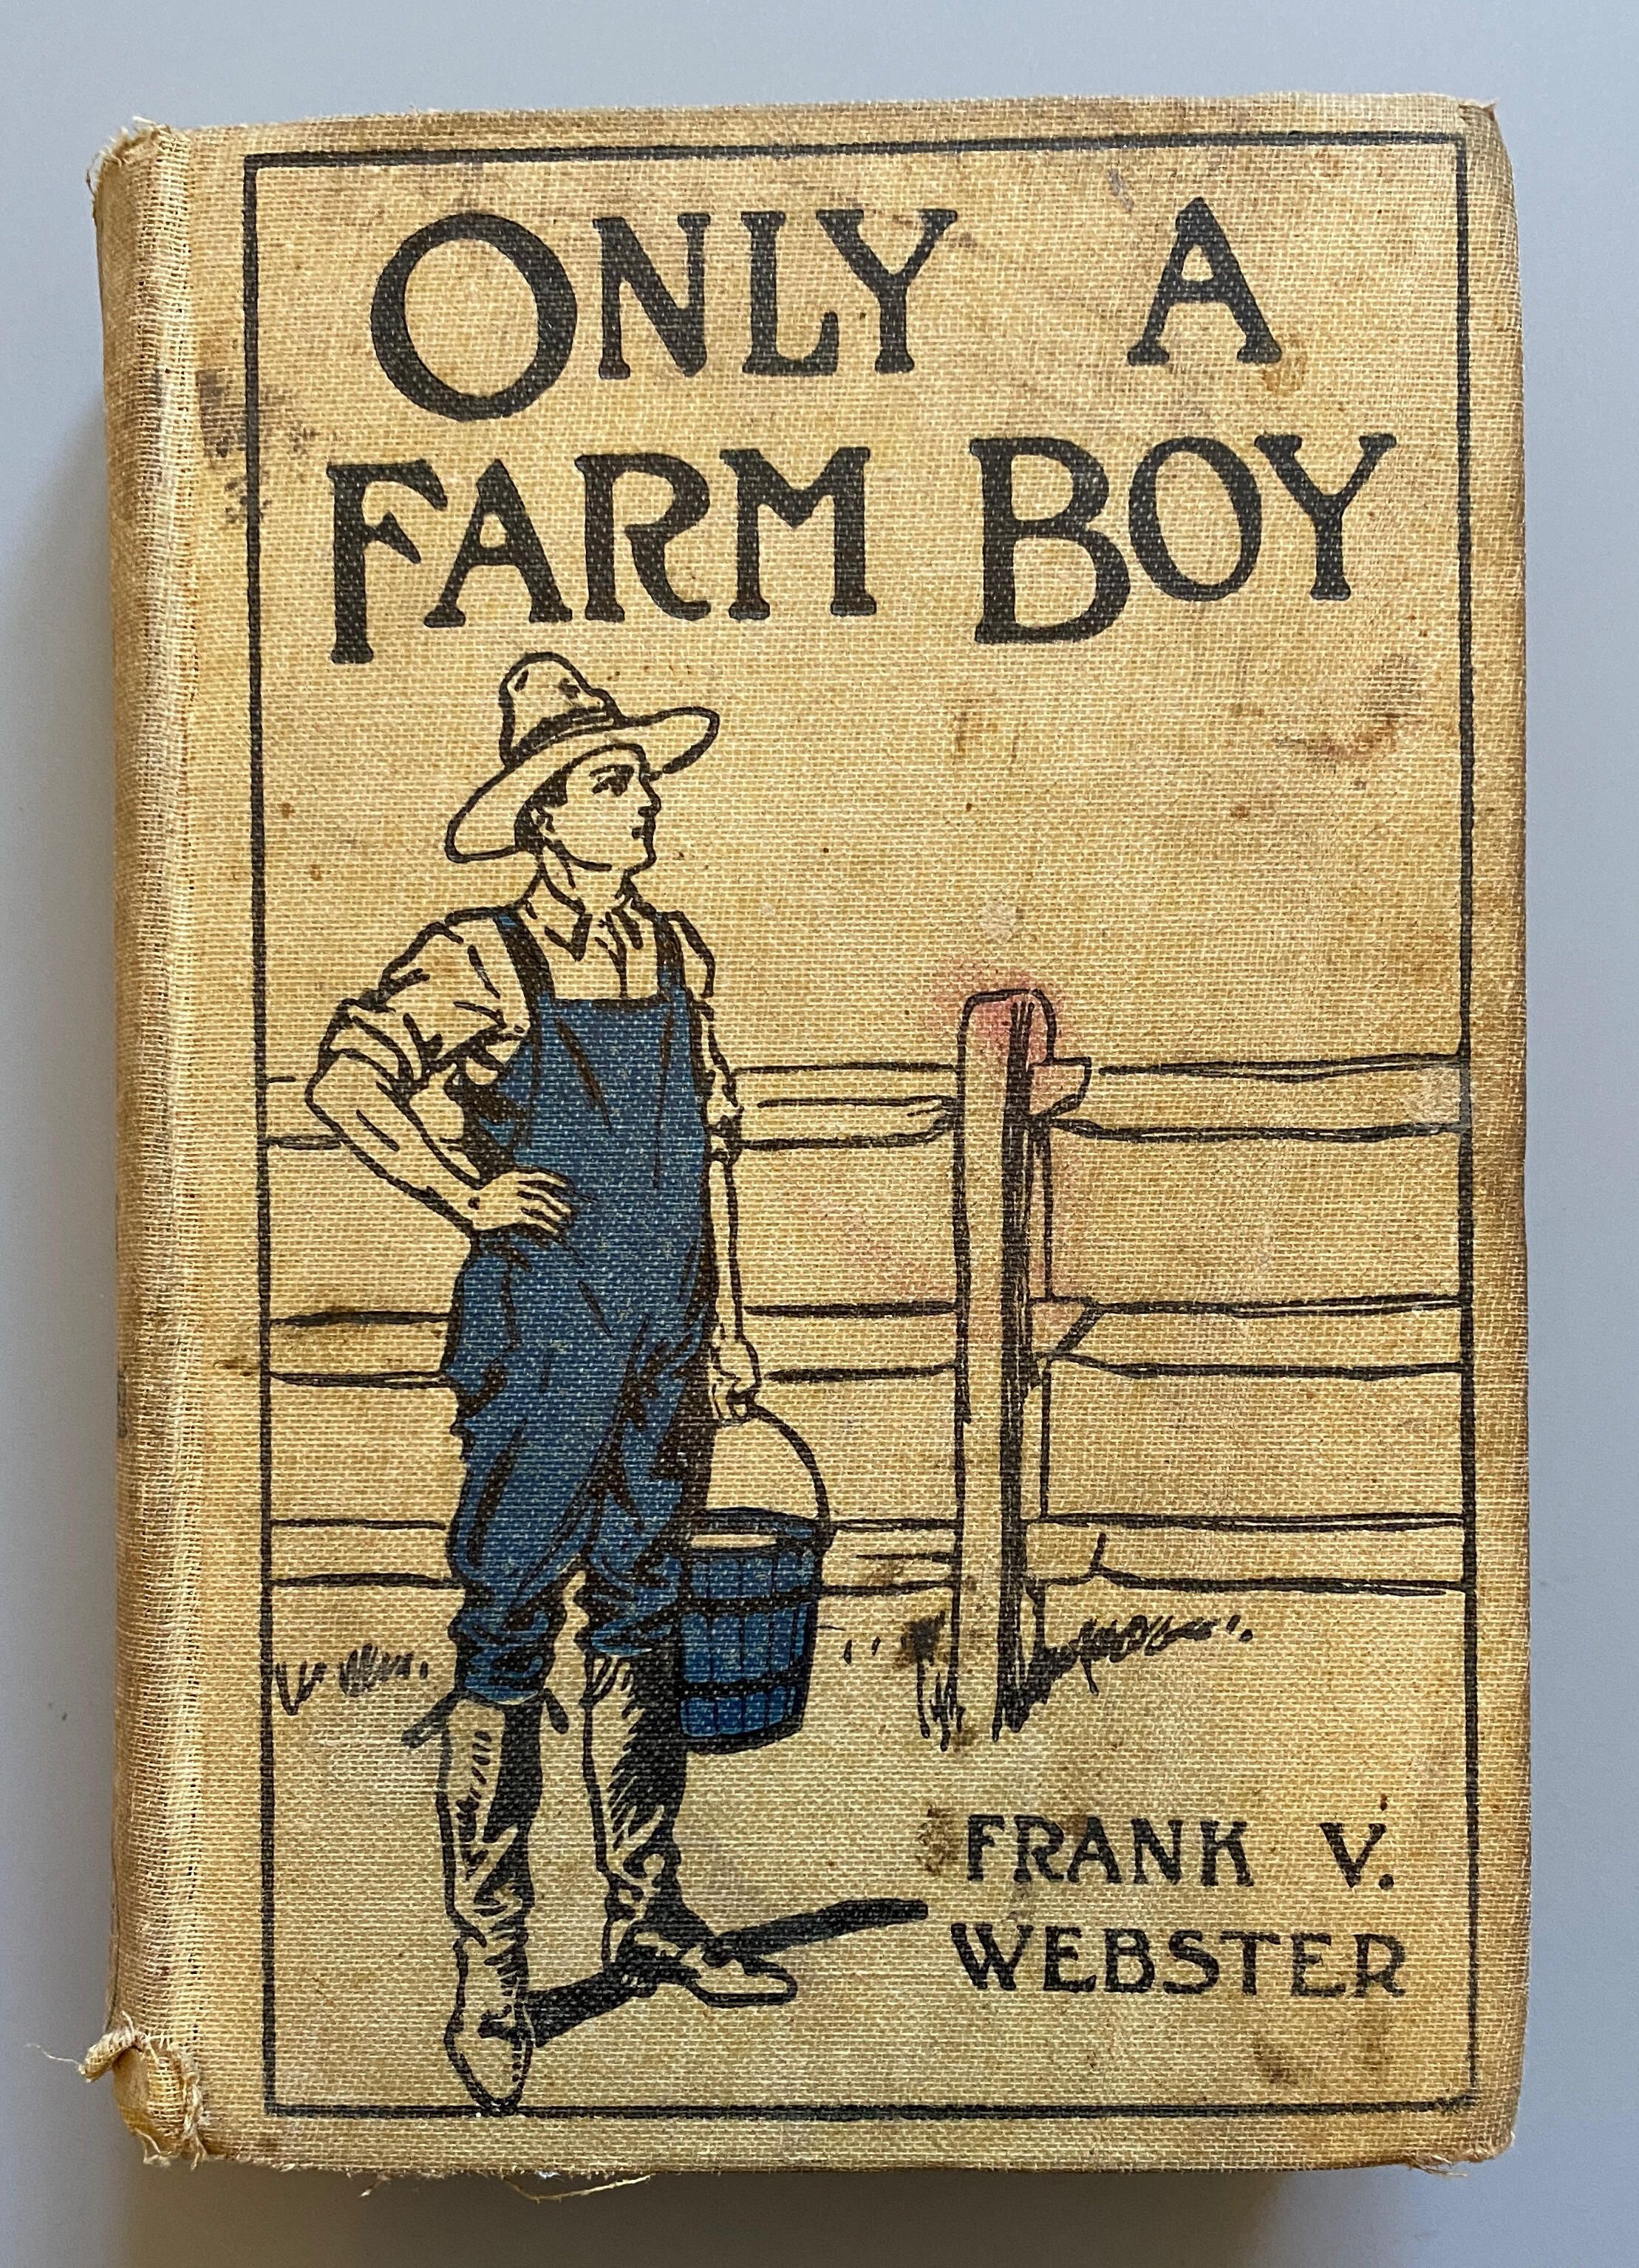 ONLY A
FARM BOY
FRANK V.
WEBSTER